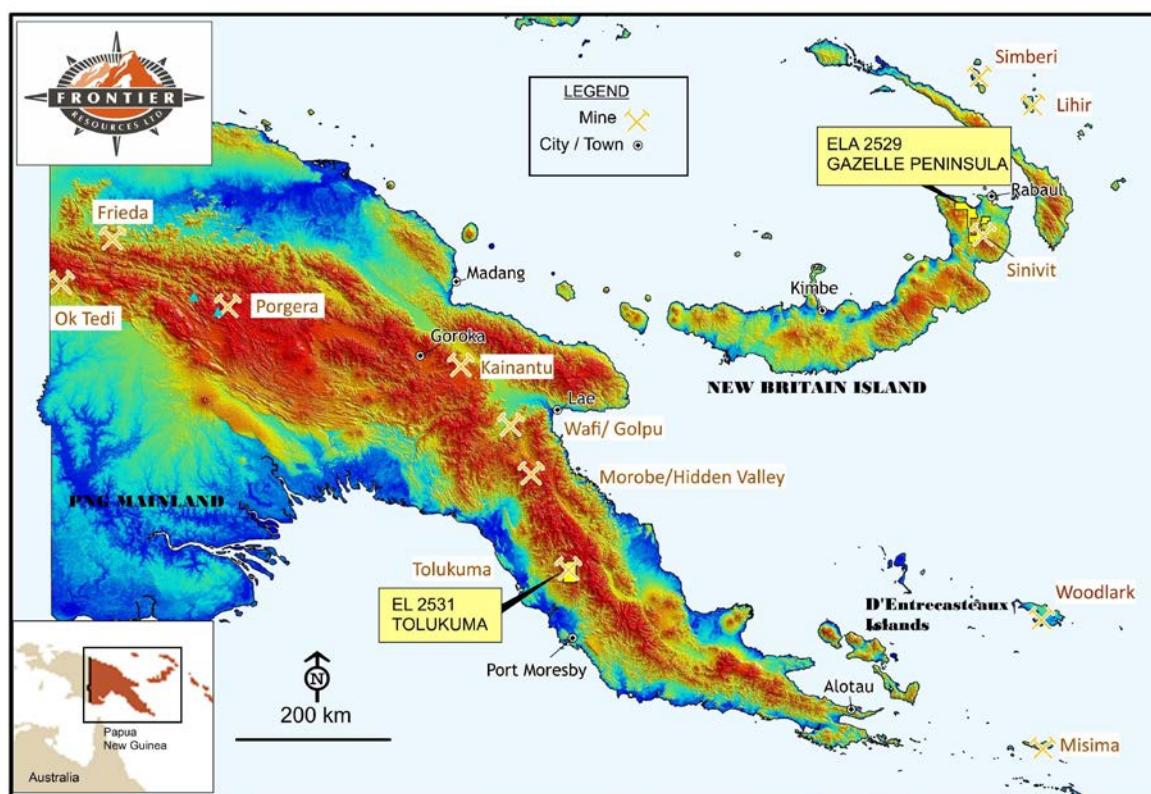 FRONTIER
RESOURCES LTD
LEGEND
Mine
City / Town
Simberi
Lihir
ELA 2529
GAZELLE PENINSULA
Rabaul
Frieda
Madang
Sinivit
Kimbe
Ok Tedi
Porgera
Goroka
Kainantu
NEW BRITAIN ISLAND
Lae
Wafi/ Golpu
Morobe/Hidden Valley
PNG MAINLAND
Tolukuma
EL 2531
TOLUKUMA
Woodlark
D'Entrecasteaux
Islands
Port Moresby
Alotau
N
200 km
Misima
Papua
New Guinea
Australia